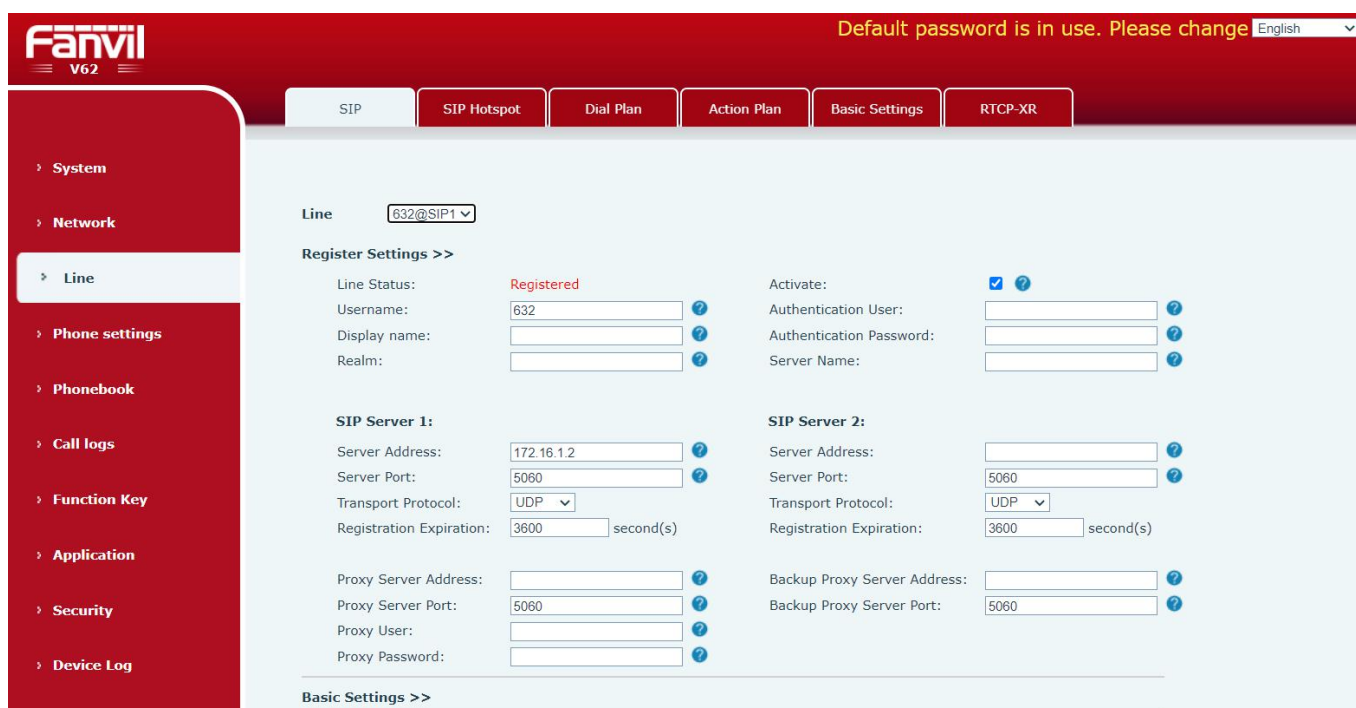 Fanvil
V62
Default password is in use. Please change
English
SIP
SIP Hotspot
Dial Plan
Action Plan
Basic Settings
RTCP-XR
System
Network
Line
Phone settings
Phonebook
Call logs
Function Key
Application
Security
Device Log
Line 632@SIP1
Register Settings >>
Line Status: Registered Activate:
Username: 632 Authentication User:
Display name: Authentication Password:
Realm: Server Name:
SIP Server 1: SIP Server 2:
Server Address: 172.16.1.2 Server Address:
Server Port: 5060 Server Port: 5060
Transport Protocol: UDP Transport Protocol: UDP
Registration Expiration: 3600 second(s) Registration Expiration: 3600 second(s)
Proxy Server Address: Backup Proxy Server Address:
Proxy Server Port: 5060 Backup Proxy Server Port: 5060
Proxy User:
Proxy Password:
Basic Settings >>